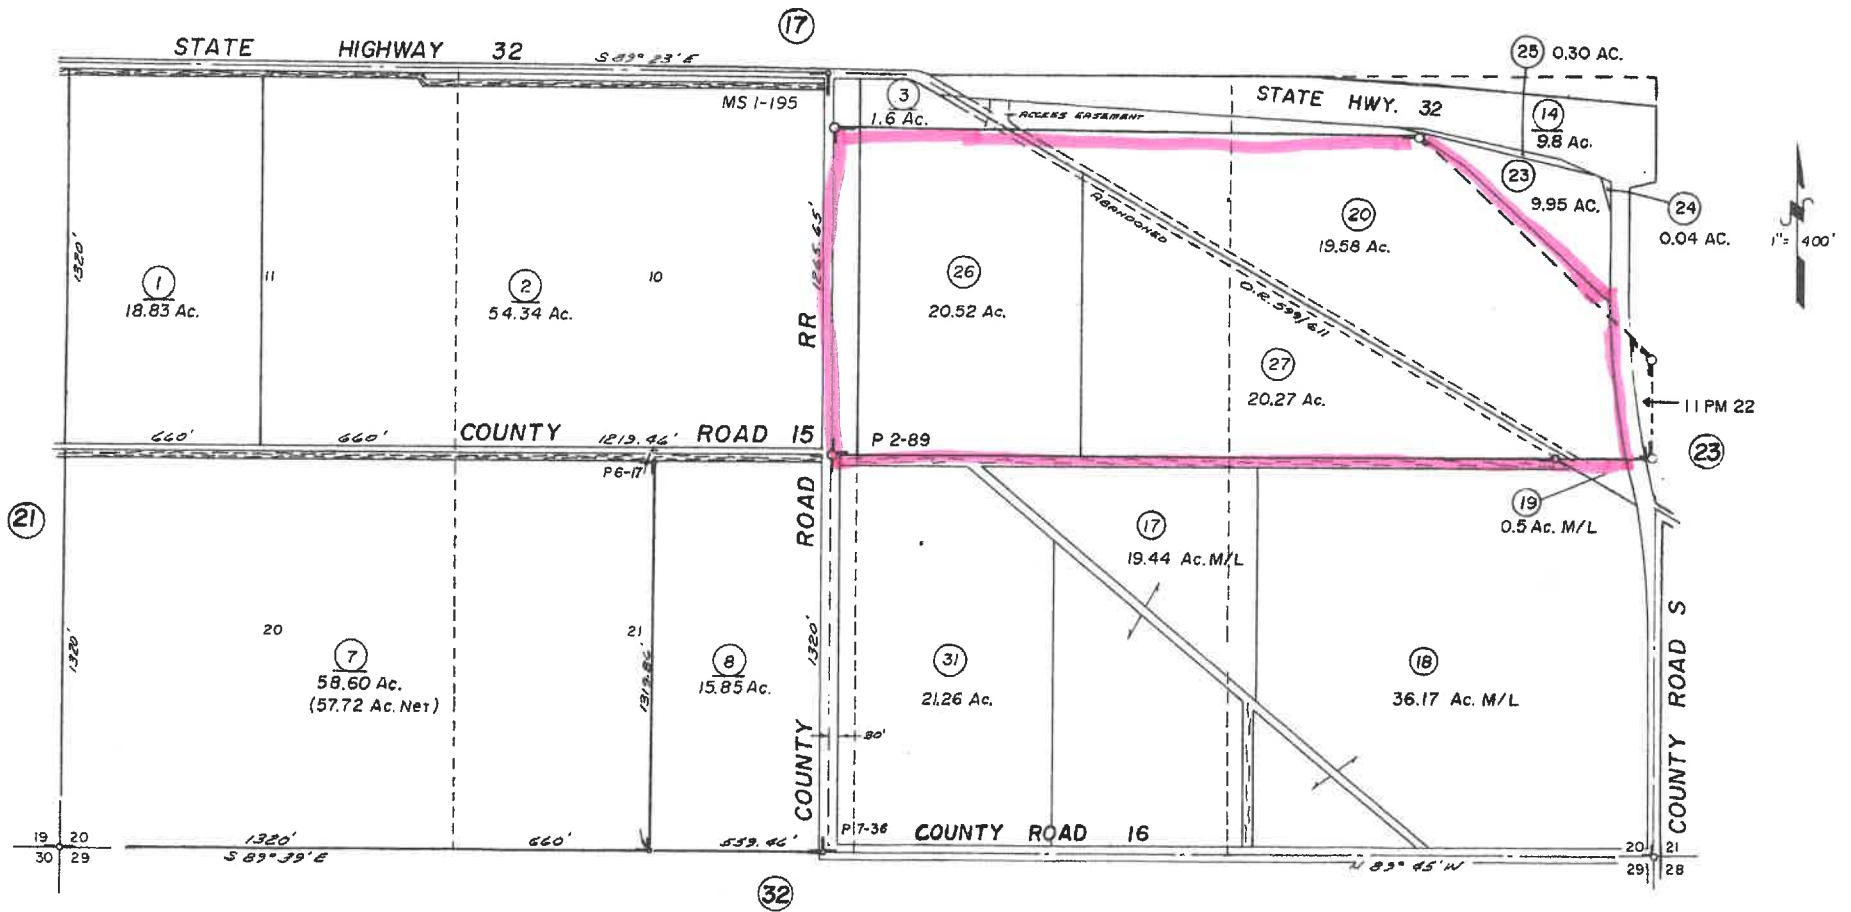 17
STATE HIGHWAY 32
S 89° 23' E
25 0.30 AC.
MS 1-195
3
1.6 Ac.
ACCESS EASEMENT
STATE HWY. 32
14
9.8 Ac.
23
9.95 AC.
24
0.04 AC.
1" = 400'
1320'
1
18.83 Ac.
11
2
54.34 Ac.
10
RR
1265.65'
26
20.52 Ac.
ABANDONED
O.R. 599/611
20
19.58 Ac.
27
20.27 Ac.
11 PM 22
660'
660'
COUNTY ROAD 15
1219.46'
P 2-89
P 6-17
23
21
19
0.5 Ac. M/L
17
19.44 Ac. M/L
1320'
20
7
58.60 Ac.
(57.72 Ac. Net)
21
1319.86'
8
15.85 Ac.
1320'
COUNTY ROAD
31
21.26 Ac.
18
36.17 Ac. M/L
COUNTY ROAD S
80'
P 7-36
COUNTY ROAD 16
19 20
30 29
1320'
S 89° 39' E
660'
559.46'
N 89° 45' W
20 21
29 28
32